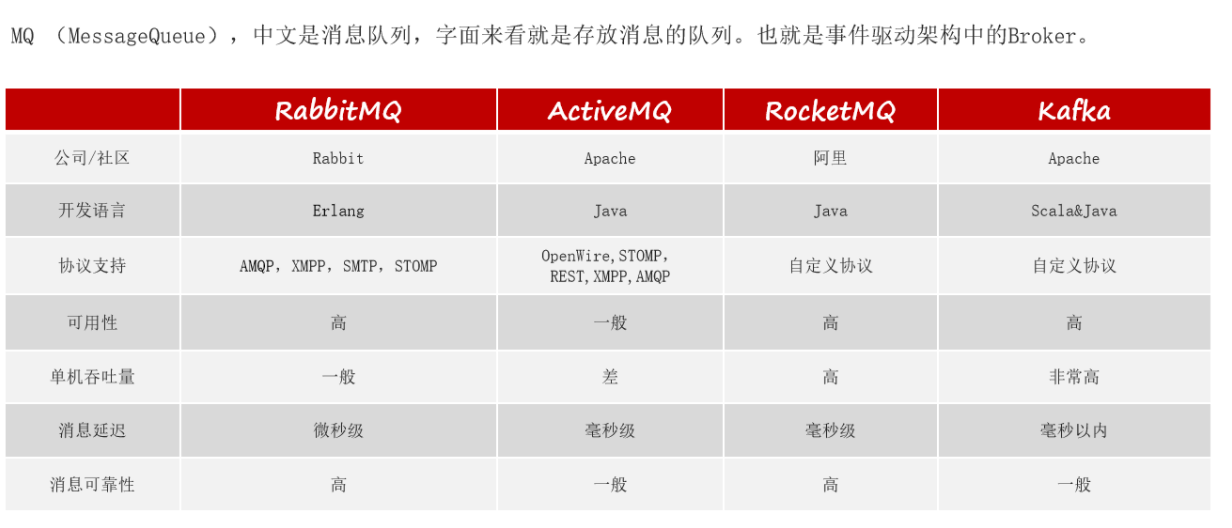 MQ （MessageQueue），中文是消息队列，字面来看就是存放消息的队列。也就是事件驱动架构中的Broker。
RabbitMQ ActiveMQ RocketMQ Kafka
公司/社区 Rabbit Apache 阿里 Apache
开发语言 Erlang Java Java Scala&Java
协议支持 AMQP，XMPP，SMTP，STOMP OpenWire,STOMP，
REST,XMPP,AMQP 自定义协议 自定义协议
可用性 高 一般 高 高
单机吞吐量 一般 差 高 非常高
消息延迟 微秒级 毫秒级 毫秒级 毫秒以内
消息可靠性 高 一般 高 一般